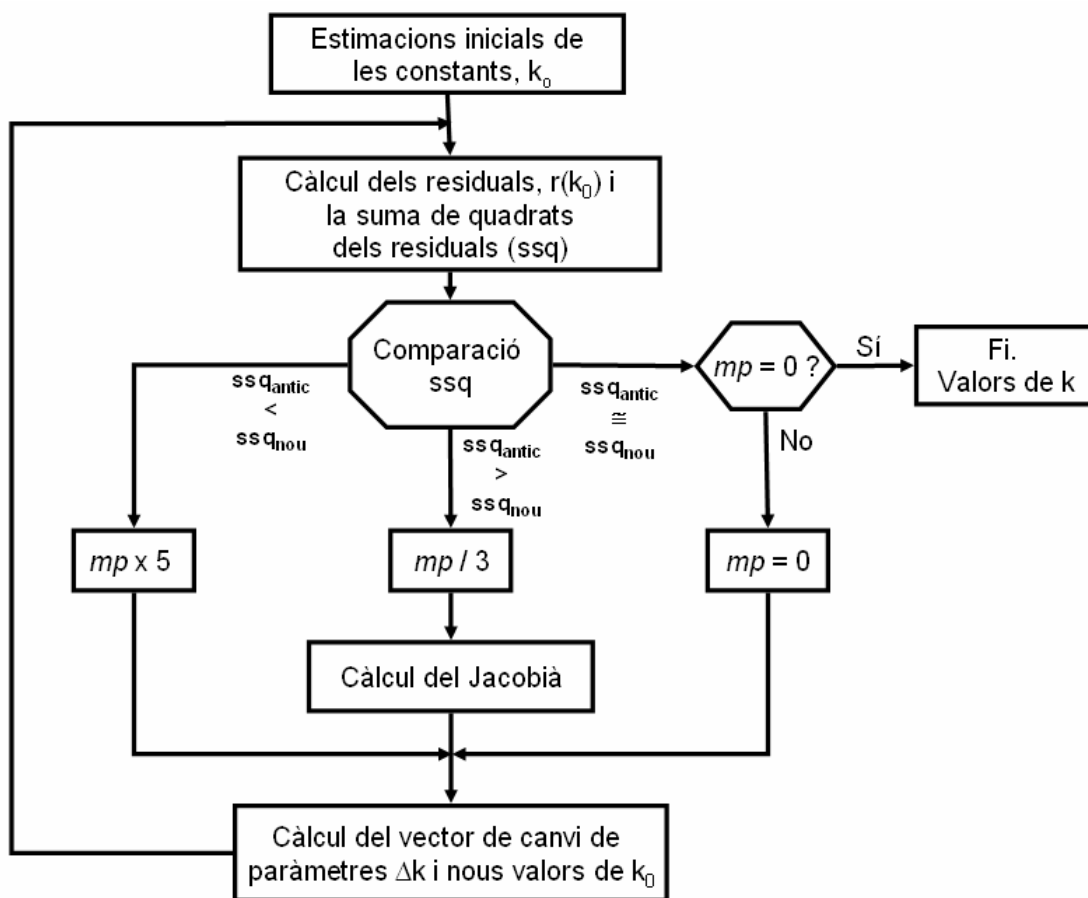 Estimacions inicials de
les constants, k₀
Càlcul dels residuals, r(k₀) i
la suma de quadrats
dels residuals (ssq)
Comparació
ssq
mp = 0 ?
Sí
Fi.
Valors de k
ssqantic
<
ssqnou
ssqantic
>
ssqnou
ssqantic
≅
ssqnou
No
mp x 5
mp / 3
mp = 0
Càlcul del Jacobià
Càlcul del vector de canvi de
paràmetres Δk i nous valors de k₀